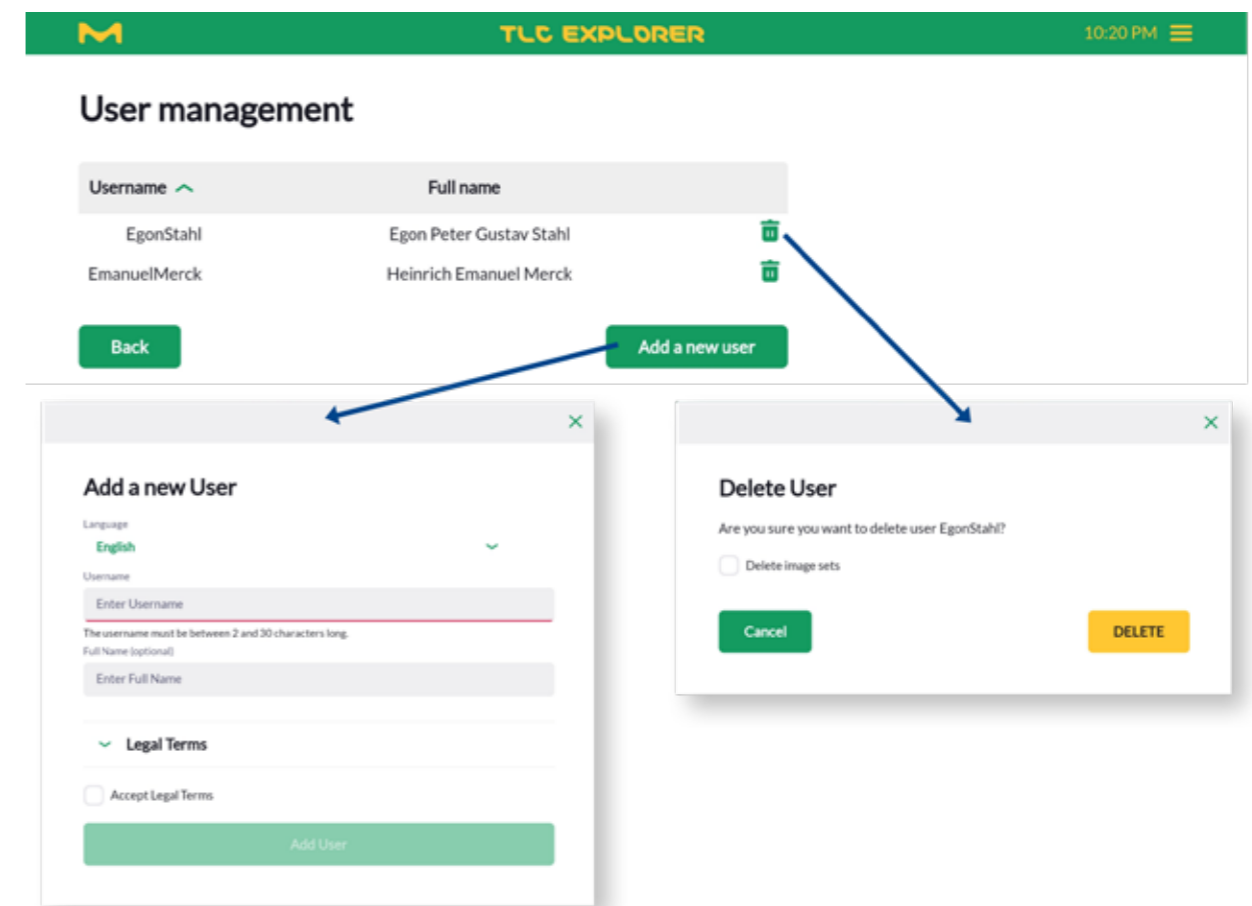 TLC EXPLORER 10:20 PM
User management
Username Full name
EgonStahl Egon Peter Gustav Stahl
EmanuelMerck Heinrich Emanuel Merck
Back Add a new user
Add a new User
Language
English
Username
Enter Username
The username must be between 2 and 30 characters long.
Full Name (optional)
Enter Full Name
Legal Terms
Accept Legal Terms
Add User
Delete User
Are you sure you want to delete user EgonStahl?
Delete image sets
Cancel DELETE